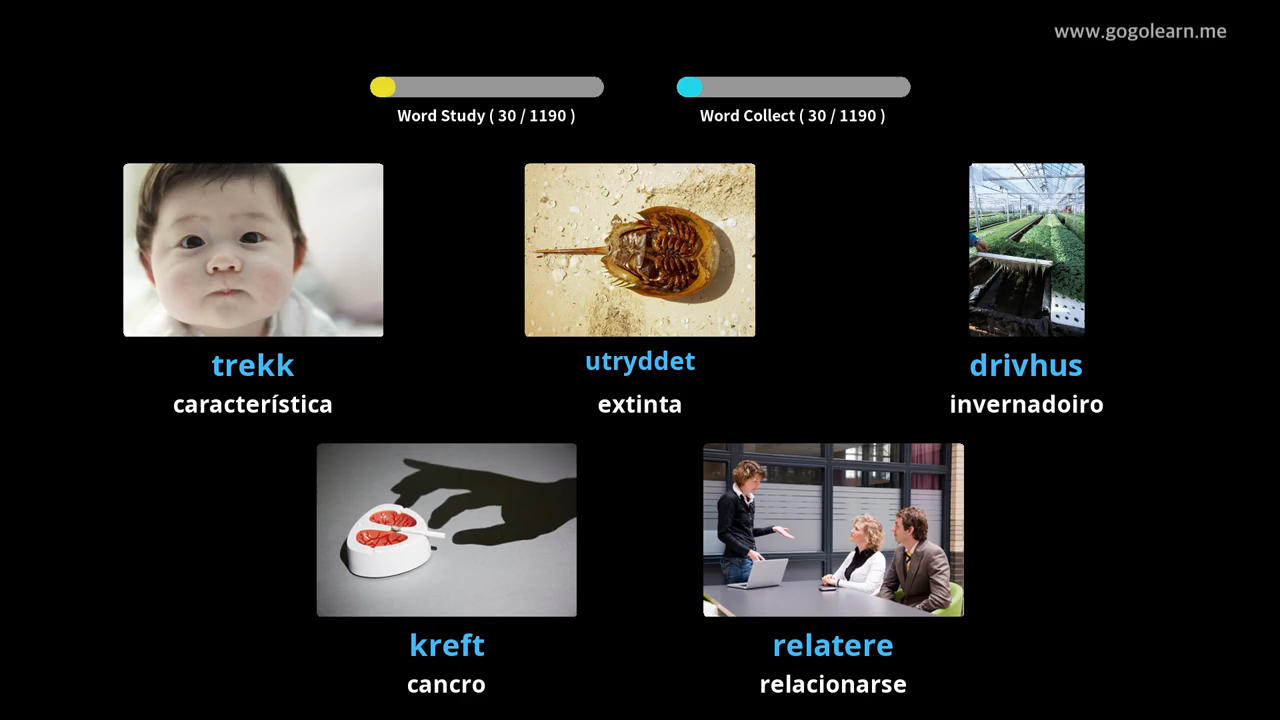 www.gogolearn.me
Word Study ( 30 / 1190 )
Word Collect ( 30 / 1190 )
trekk
característica
utryddet
extinta
drivhus
invernadoiro
kreft
cancro
relatere
relacionarse